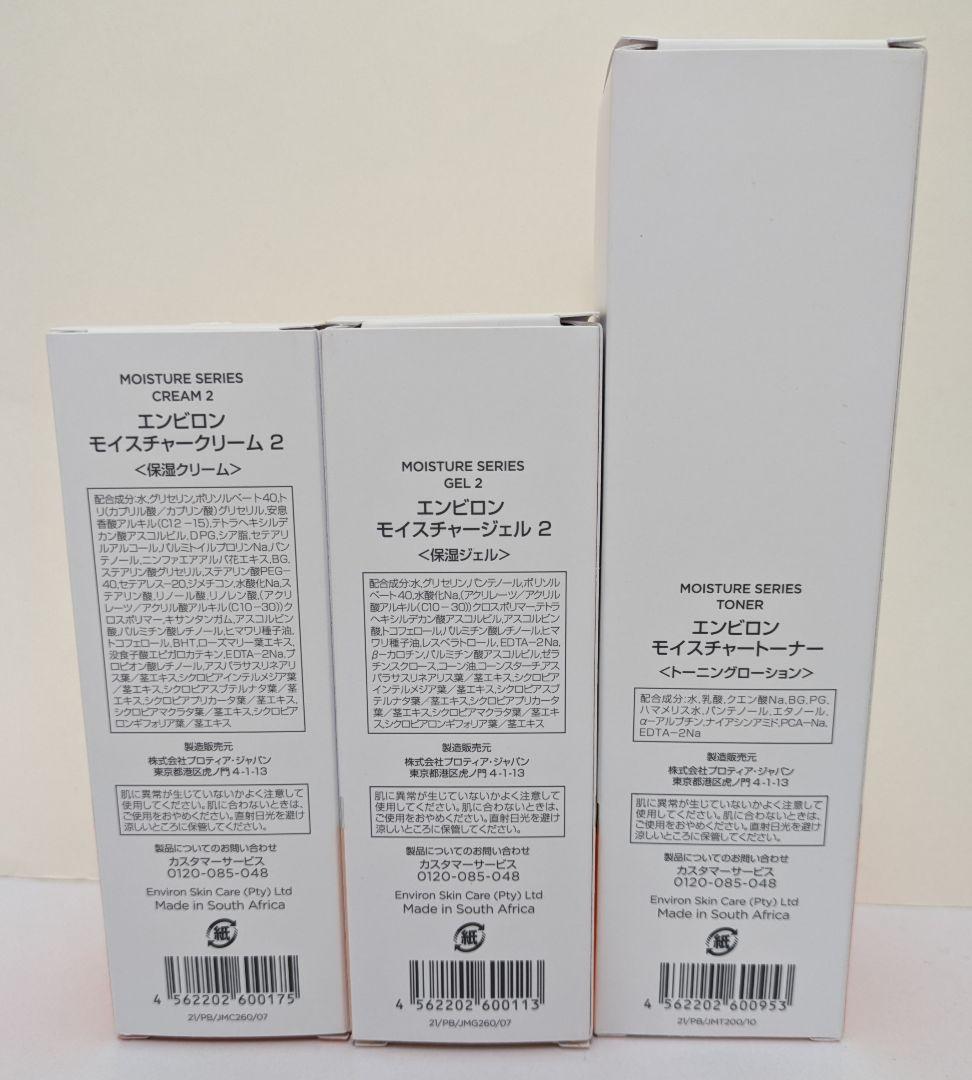 MOISTURE SERIES
CREAM 2
エンビロン
モイスチャークリーム 2
<保湿クリーム>
配合成分:水,グリセリン,ポリソルベート40,ト
リ(カプリル酸/カプリン酸)グリセリル,安息
香酸アルキル(C12-15),テトラヘキシルデ
カン酸アスコルビル,DPG,シア脂,セテアリ
ルアルコール,パルミトイルプロリンNa,パン
テノール,ニンファエアアルバ花エキス,BG,
ステアリン酸グリセリル,ステアリン酸PEG-
40,セテアレス-20,ジメチコン,水酸化Na,ス
テアリン酸,リノール酸,リノレン酸,(アクリ
レーツ/アクリル酸アルキル(C10-30))ク
ロスポリマー,キサンタンガム,アスコルビン
酸,パルミチン酸レチノール,ヒマワリ種子油,
トコフェロール,BHT,ローズマリー葉エキス,
没食子酸エピガロカテキン,EDTA-2Na,プ
ロピオン酸レチノール,アスパラサスリネアリ
ス葉/茎エキス,シクロピアインテルメジア葉
/茎エキス,シクロピアスブテルナタ葉/茎
エキス,シクロピアプリカータ葉/茎エキス,
シクロピアマクラタ葉/茎エキス,シクロピア
ロンギフォリア葉/茎エキス
製造販売元
株式会社プロティア・ジャパン
東京都港区虎ノ門 4-1-13
肌に異常が生じていないかよく注意して
使用してください。肌に合わないときは、
ご使用をおやめください。直射日光を避け
涼しいところに保管してください。
製品についてのお問い合わせ
カスタマーサービス
0120-085-048
Environ Skin Care (Pty) Ltd
Made in South Africa
紙
4 562202 600175
21/PB/JMC260/07
MOISTURE SERIES
GEL 2
エンビロン
モイスチャージェル 2
<保湿ジェル>
配合成分:水,グリセリン,パンテノール,ポリソル
ベート40,水酸化Na,(アクリレーツ/アクリル
酸アルキル(C10-30))クロスポリマー,テトラ
ヘキシルデカン酸アスコルビル,アスコルビン
酸,トコフェロール,パルミチン酸レチノール,ヒマ
ワリ種子油,レスベラトロール,EDTA-2Na,
β-カロチン,パルミチン酸アスコルビル,ゼラ
チン,スクロース,コーン油,コーンスターチ,アス
パラサスリネアリス葉/茎エキス,シクロピア
インテルメジア葉/茎エキス,シクロピアスブ
テルナタ葉/茎エキス,シクロピアプリカータ
葉/茎エキス,シクロピアマクラタ葉/茎エキ
ス,シクロピアロンギフォリア葉/茎エキス
製造販売元
株式会社プロティア・ジャパン
東京都港区虎ノ門 4-1-13
肌に異常が生じていないかよく注意して
使用してください。肌に合わないときは、
ご使用をおやめください。直射日光を避け
涼しいところに保管してください。
製品についてのお問い合わせ
カスタマーサービス
0120-085-048
Environ Skin Care (Pty) Ltd
Made in South Africa
紙
4 562202 600113
21/PB/JMG260/07
MOISTURE SERIES
TONER
エンビロン
モイスチャートーナー
<トーニングローション>
配合成分:水,乳酸,クエン酸Na,BG,PG,
ハマメリス水,パンテノール,エタノール,
α-アルブチン,ナイアシンアミド,PCA-Na,
EDTA-2Na
製造販売元
株式会社プロティア・ジャパン
東京都港区虎ノ門 4-1-13
肌に異常が生じていないかよく注意して
使用してください。肌に合わないときは、
ご使用をおやめください。直射日光を避け
涼しいところに保管してください。
製品についてのお問い合わせ
カスタマーサービス
0120-085-048
Environ Skin Care (Pty) Ltd
Made in South Africa
紙
4 562202 600953
21/PB/JMT200/10